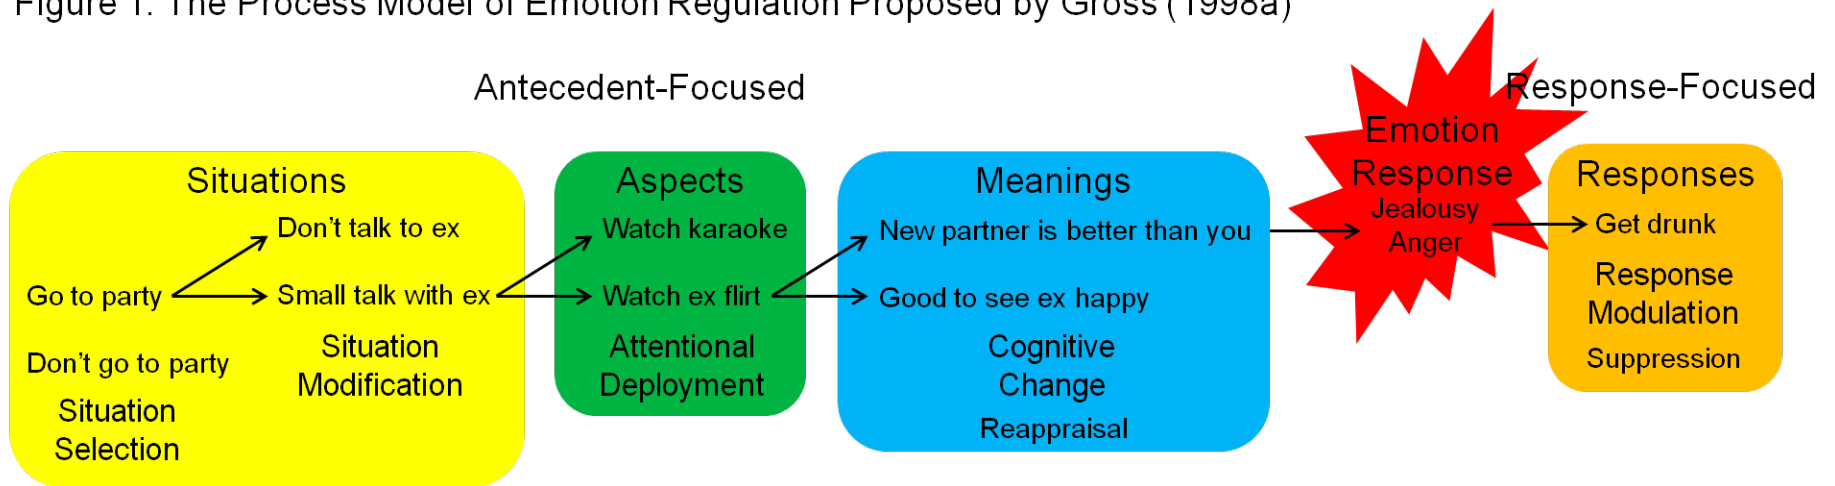 Figure 1. The Process Model of Emotion Regulation Proposed by Gross (1998a)
Antecedent-Focused
Response-Focused
Situations
Don't talk to ex
Go to party
Small talk with ex
Don't go to party
Situation
Modification
Situation
Selection
Aspects
Watch karaoke
Watch ex flirt
Attentional
Deployment
Meanings
New partner is better than you
Good to see ex happy
Cognitive
Change
Reappraisal
Emotion
Response
Jealousy
Anger
Responses
Get drunk
Response
Modulation
Suppression